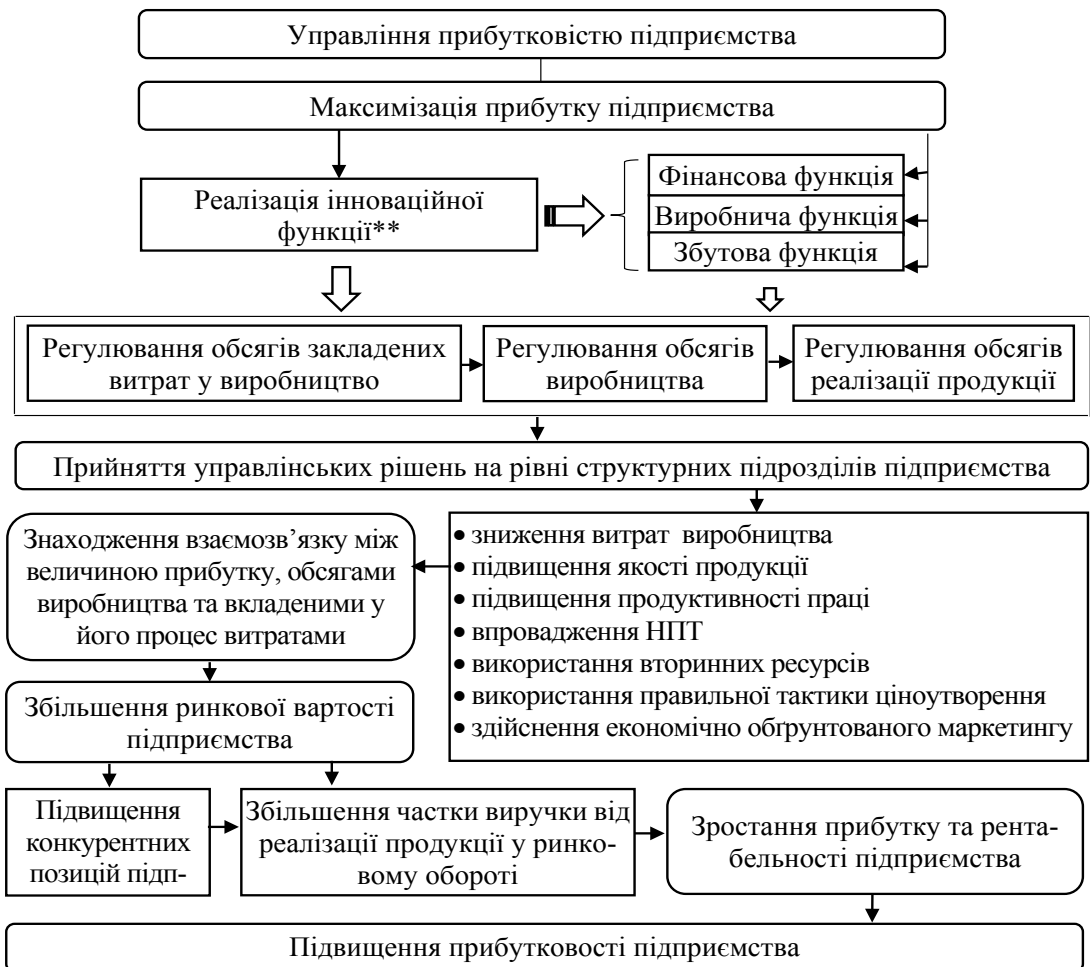 Управління прибутковістю підприємства
Максимізація прибутку підприємства
Реалізація інноваційної
функції**
Фінансова функція
Виробнича функція
Збутова функція
Регулювання обсягів закладених
витрат у виробництво
Регулювання обсягів
виробництва
Регулювання обсягів
реалізації продукції
Прийняття управлінських рішень на рівні структурних підрозділів підприємства
Знаходження взаємозв’язку між
величиною прибутку, обсягами
виробництва та вкладеними у
його процес витратами
• зниження витрат виробництва
• підвищення якості продукції
• підвищення продуктивності праці
• впровадження НПТ
• використання вторинних ресурсів
• використання правильної тактики ціноутворення
• здійснення економічно обґрунтованого маркетингу
Збільшення ринкової вартості
підприємства
Підвищення
конкурентних
позицій підп-
Збільшення частки виручки від
реалізації продукції у ринко-
вому обороті
Зростання прибутку та рента-
бельності підприємства
Підвищення прибутковості підприємства